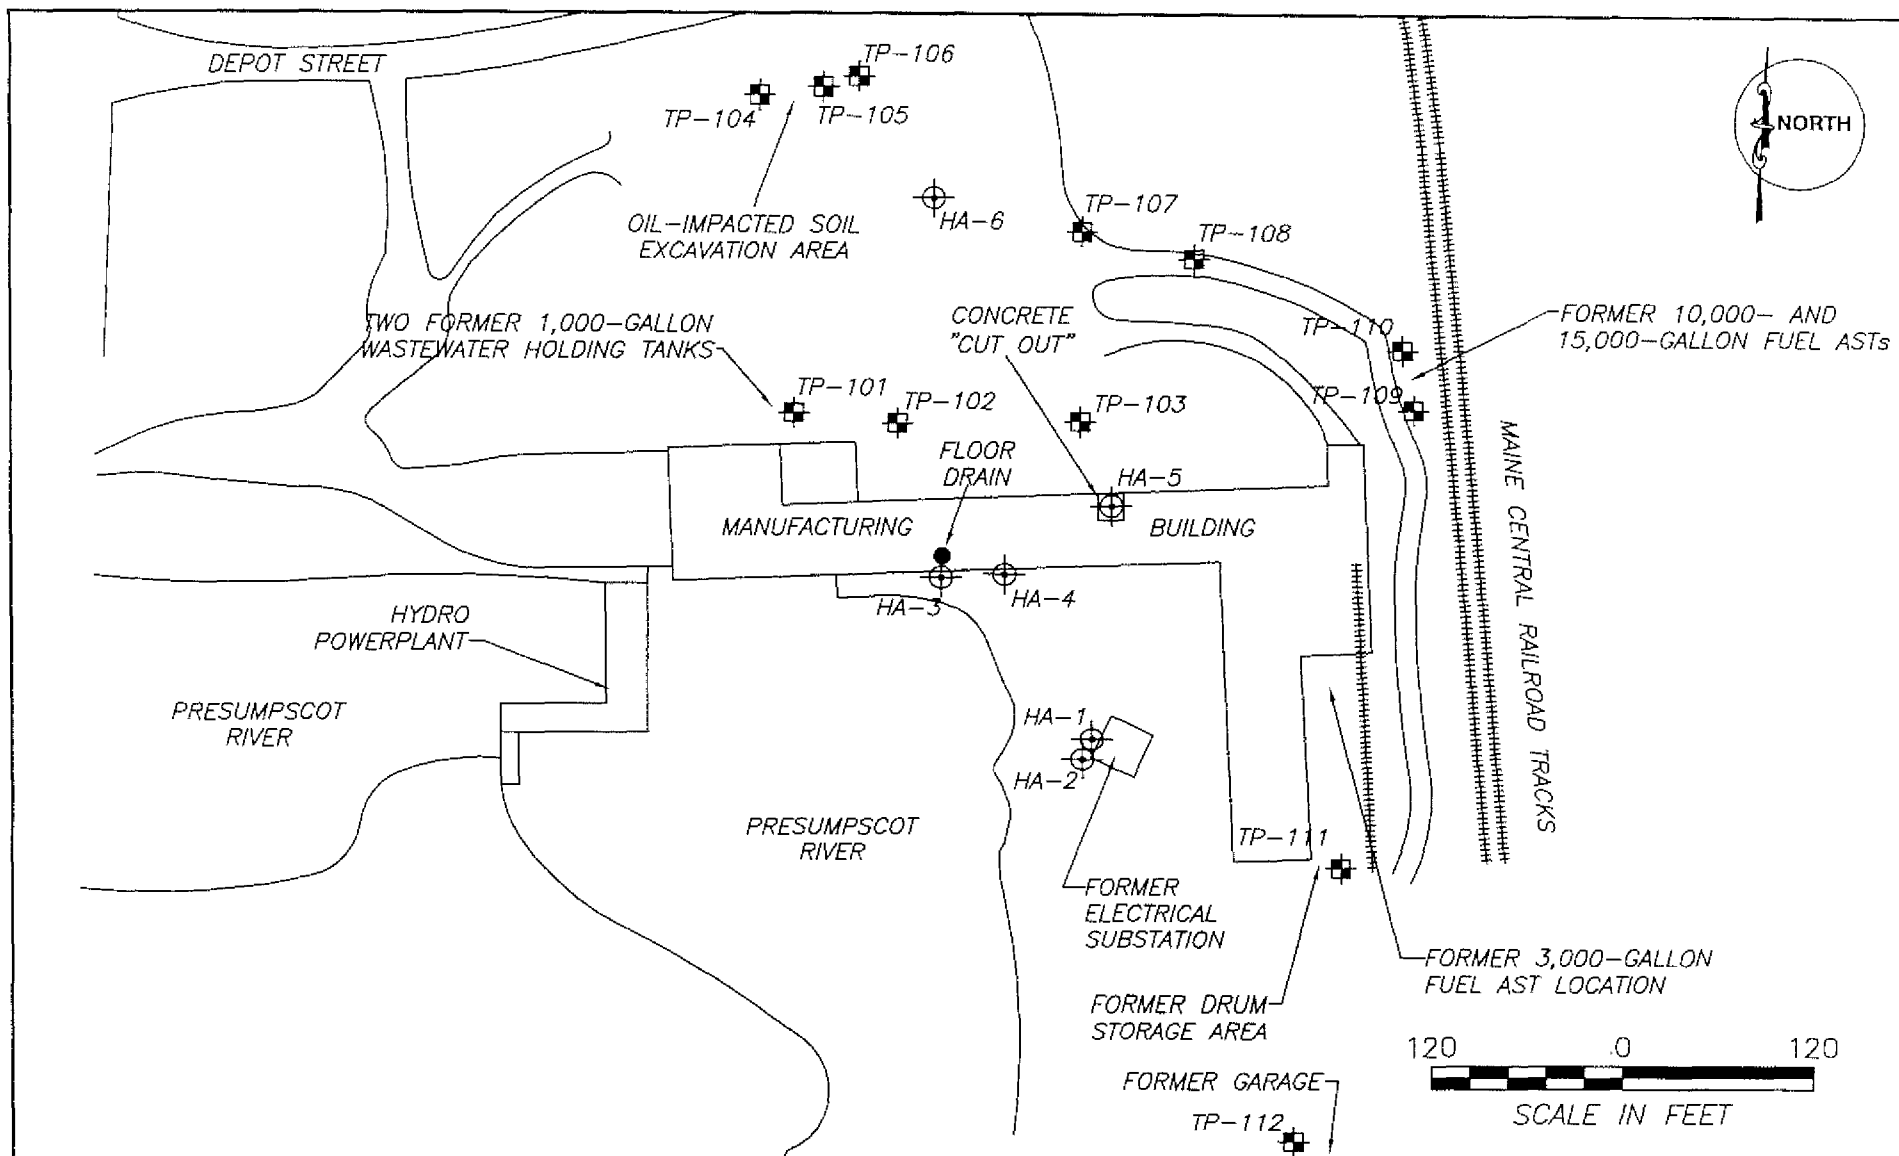 DEPOT STREET
TP-106
TP-104
TP-105
NORTH
OIL-IMPACTED SOIL
EXCAVATION AREA
HA-6
TP-107
TP-108
TWO FORMER 1,000-GALLON
WASTEWATER HOLDING TANKS
CONCRETE
"CUT OUT"
TP-110
FORMER 10,000- AND
15,000-GALLON FUEL ASTs
TP-101
TP-102
TP-103
TP-109
FLOOR
DRAIN
HA-5
MANUFACTURING
BUILDING
MAINE CENTRAL RAILROAD TRACKS
HA-3
HA-4
HYDRO
POWERPLANT
PRESUMPSCOT
RIVER
HA-1
HA-2
PRESUMPSCOT
RIVER
TP-111
FORMER
ELECTRICAL
SUBSTATION
FORMER 3,000-GALLON
FUEL AST LOCATION
FORMER DRUM
STORAGE AREA
120 0 120
SCALE IN FEET
FORMER GARAGE
TP-112